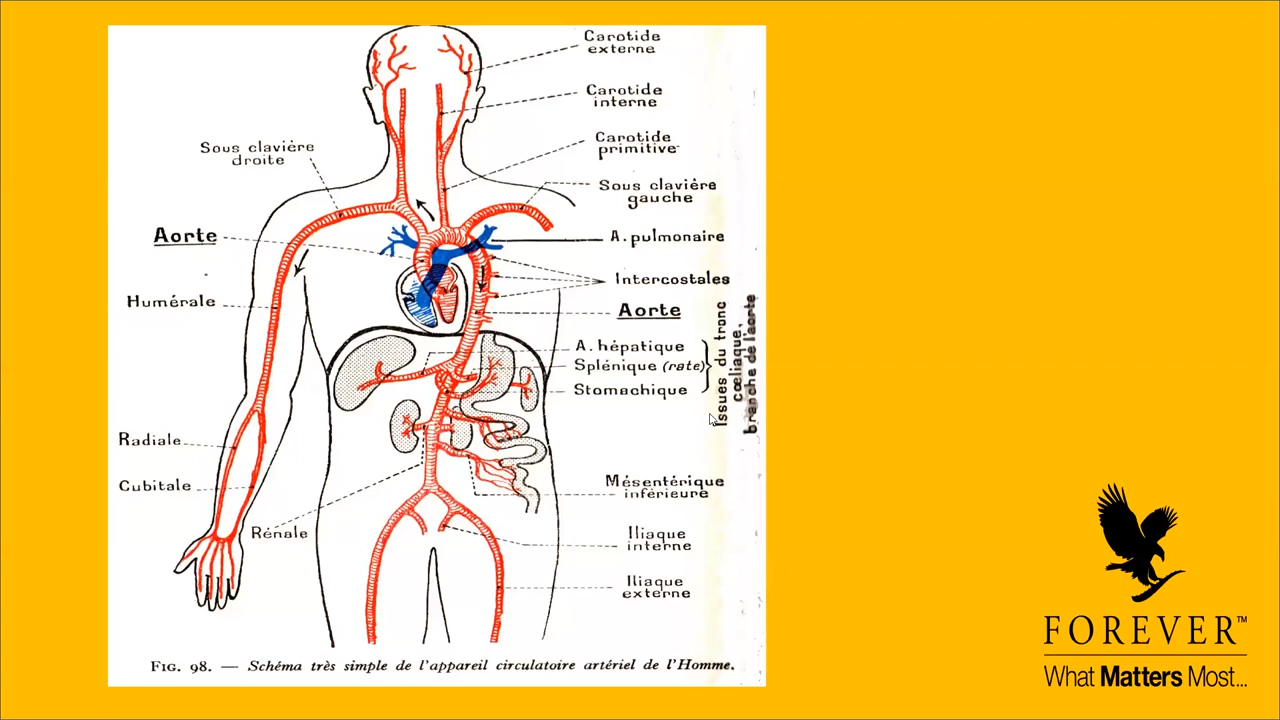 Carotide
externe
Carotide
interne
Carotide
primitive
Sous clavière
droite
Sous clavière
gauche
Aorte
A. pulmonaire
Intercostales
Humérale
Aorte
A. hépatique
Splénique (rate)
Stomachique
Issues du tronc
cœliaque,
branche de l'aorte
Radiale
Cubitale
Mésentérique
inférieure
Rénale
Iliaque
interne
Iliaque
externe
FIG. 98. — Schéma très simple de l'appareil circulatoire artériel de l'Homme.
FOREVER™
What Matters Most...